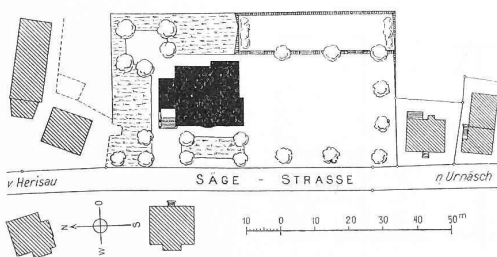 v. Herisau
SÄGE - STRASSE
n. Urnäsch
O
N
S
W
10 0 10 20 30 40 50 m